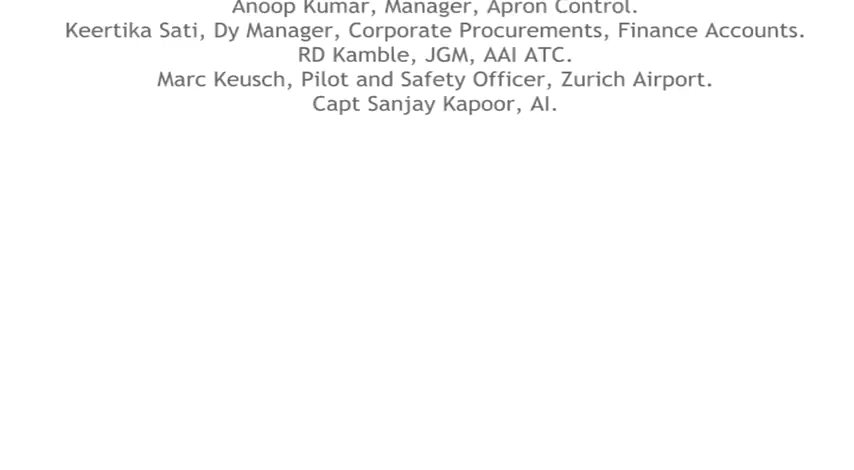 Anoop Kumar, Manager, Apron Control.
Keertika Sati, Dy Manager, Corporate Procurements, Finance Accounts.
RD Kamble, JGM, AAI ATC.
Marc Keusch, Pilot and Safety Officer, Zurich Airport.
Capt Sanjay Kapoor, AI.